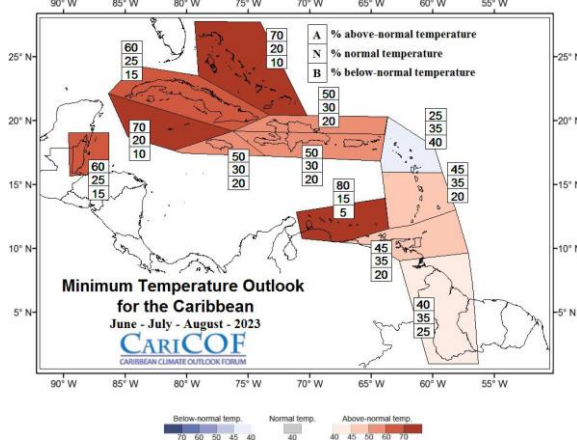 A % above-normal temperature
N % normal temperature
B % below-normal temperature
25°N
20°N
15°N
10°N
5°N
60
25
15
70
20
10
50
30
20
25
35
40
70
20
10
60
25
15
50
30
20
50
30
20
45
35
20
80
15
5
45
35
20
40
35
25
Minimum Temperature Outlook
for the Caribbean
June - July - August - 2023
CARICOF
CARIBBEAN CLIMATE OUTLOOK FORUM
90°W 85°W 80°W 75°W 70°W 65°W 60°W 55°W
Below-normal temp. Normal temp. Above-normal temp.
70 60 50 45 40 40 40 45 50 60 70